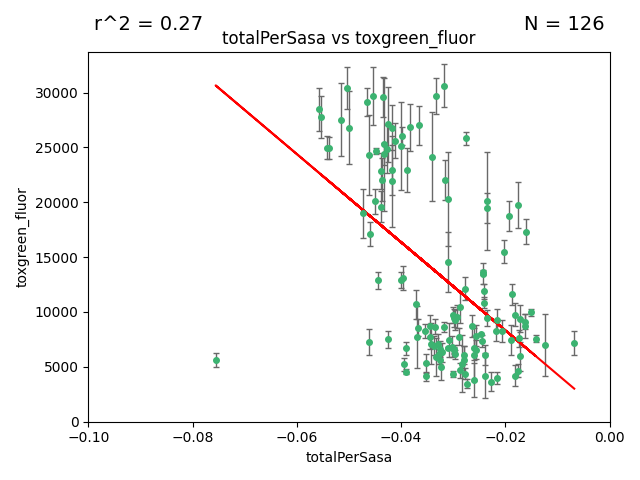 r^2 = 0.27
N = 126
totalPerSasa vs toxgreen_fluor
30000
25000
20000
15000
10000
5000
0
toxgreen_fluor
−0.10
−0.08
−0.06
−0.04
−0.02
0.00
totalPerSasa